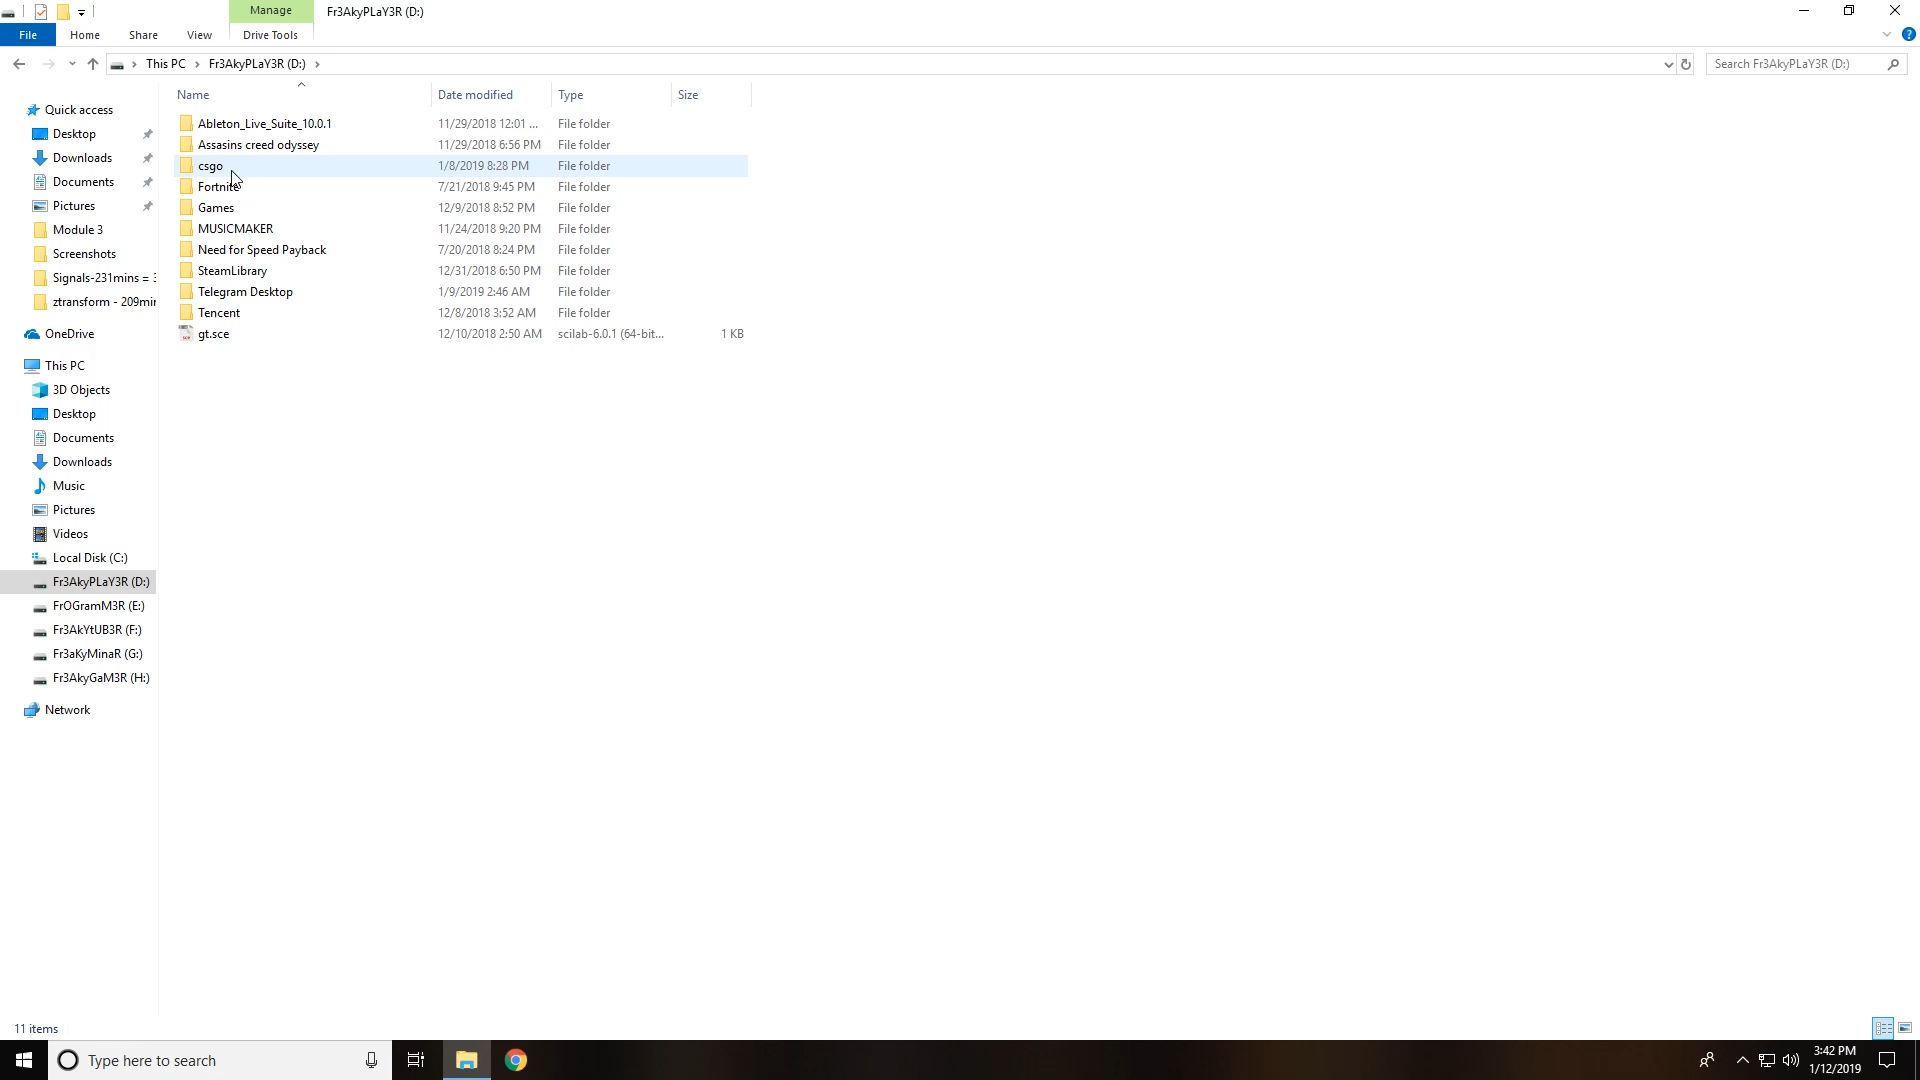 Manage
Fr3AkyPLaY3R (D:)
File
Home
Share
View
Drive Tools
This PC
Fr3AkyPLaY3R (D:)
Search Fr3AkyPLaY3R (D:)
Name
Date modified
Type
Size
Ableton_Live_Suite_10.0.1 11/29/2018 12:01 ... File folder
Assasins creed odyssey 11/29/2018 6:56 PM File folder
csgo 1/8/2019 8:28 PM File folder
Fortnite 7/21/2018 9:45 PM File folder
Games 12/9/2018 8:52 PM File folder
MUSICMAKER 11/24/2018 9:20 PM File folder
Need for Speed Payback 7/20/2018 8:24 PM File folder
SteamLibrary 12/31/2018 6:50 PM File folder
Telegram Desktop 1/9/2019 2:46 AM File folder
Tencent 12/8/2018 3:52 AM File folder
gt.sce 12/10/2018 2:50 AM scilab-6.0.1 (64-bit... 1 KB
Quick access
Desktop
Downloads
Documents
Pictures
Module 3
Screenshots
Signals-231mins = 3
ztransform - 209min
OneDrive
This PC
3D Objects
Desktop
Documents
Downloads
Music
Pictures
Videos
Local Disk (C:)
Fr3AkyPLaY3R (D:)
FrOGramM3R (E:)
Fr3AkYtUB3R (F:)
Fr3aKyMinaR (G:)
Fr3AkyGaM3R (H:)
Network
11 items
Type here to search
3:42 PM
1/12/2019